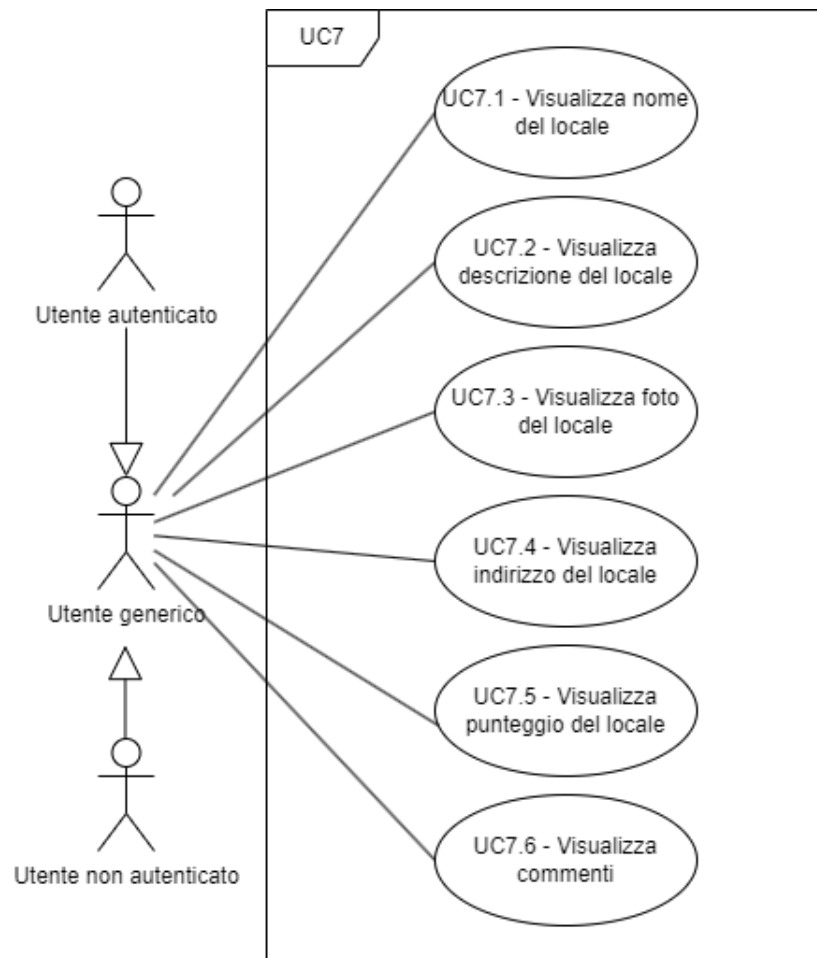 UC7
UC7.1 - Visualizza nome
del locale
Utente autenticato
UC7.2 - Visualizza
descrizione del locale
UC7.3 - Visualizza foto
del locale
Utente generico
UC7.4 - Visualizza
indirizzo del locale
UC7.5 - Visualizza
punteggio del locale
Utente non autenticato
UC7.6 - Visualizza
commenti